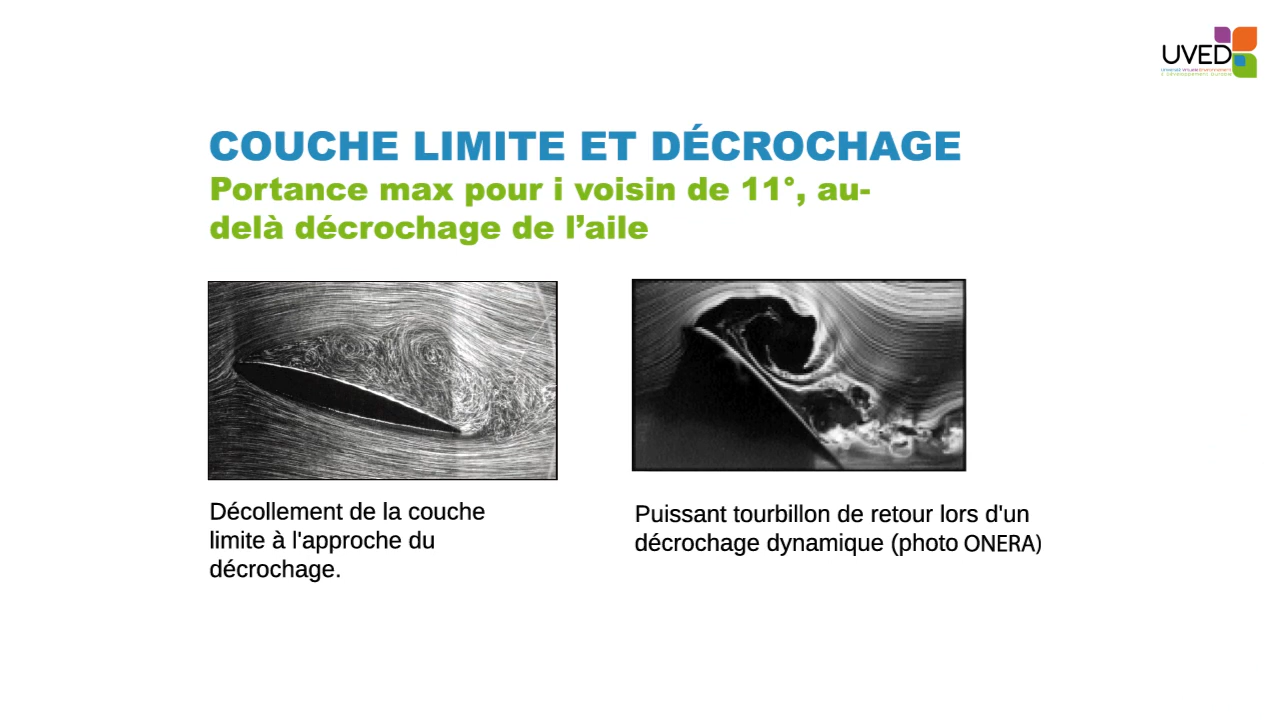 UVED
COUCHE LIMITE ET DÉCROCHAGE
Portance max pour i voisin de 11°, au-
delà décrochage de l’aile
Décollement de la couche
limite à l'approche du
décrochage.
Puissant tourbillon de retour lors d'un
décrochage dynamique (photo ONERA)